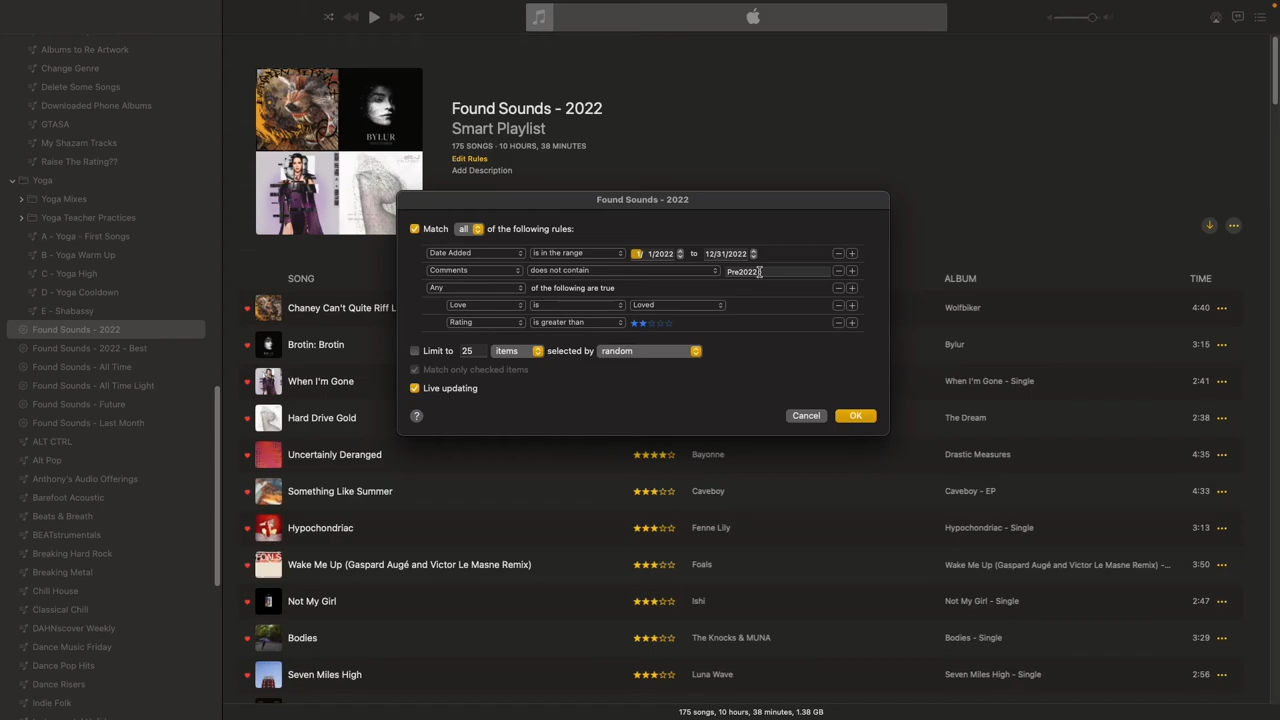 Albums to Re Artwork
Change Genre
Delete Some Songs
Downloaded Phone Albums
GTASA
My Shazam Tracks
Raise The Rating??
Yoga
Yoga Mixes
Yoga Teacher Practices
A - Yoga - First Songs
B - Yoga Warm Up
C - Yoga High
D - Yoga Cooldown
E - Shabassy
Found Sounds - 2022
Found Sounds - 2022 - Best
Found Sounds - All Time
Found Sounds - All Time Light
Found Sounds - Future
Found Sounds - Last Month
ALT CTRL
Alt Pop
Anthony's Audio Offerings
Barefoot Acoustic
Beats & Breath
BEATstrumentals
Breaking Hard Rock
Breaking Metal
Chill House
Classical Chill
DAHNscover Weekly
Dance Music Friday
Dance Pop Hits
Dance Risers
Indie Folk
BYLUR
Found Sounds - 2022
Smart Playlist
175 SONGS · 10 HOURS, 38 MINUTES
Edit Rules
Add Description
Found Sounds - 2022
Match all of the following rules:
Date Added is in the range 1/ 1/2022 to 12/31/2022
Comments does not contain Pre2022
Any of the following are true
Love is Loved
Rating is greater than ★★☆☆☆
Limit to 25 items selected by random
Match only checked items
Live updating
? Cancel OK
SONG ALBUM TIME
Chaney Can't Quite Riff L Wolfbiker 4:40
Brotin: Brotin Bylur 3:15
When I'm Gone When I'm Gone - Single 2:41
Hard Drive Gold The Dream 2:38
Uncertainly Deranged ★★★★☆ Bayonne Drastic Measures 4:35
Something Like Summer ★★★☆☆ Caveboy Caveboy - EP 4:33
Hypochondriac ★★★☆☆ Fenne Lily Hypochondriac - Single 3:13
Wake Me Up (Gaspard Augé and Victor Le Masne Remix) ★★★☆☆ Foals Wake Me Up (Gaspard Augé and Victor Le Masne Remix) -... 3:50
Not My Girl ★★★☆☆ Ishi Not My Girl - Single 2:47
Bodies ★★★☆☆ The Knocks & MUNA Bodies - Single 3:29
Seven Miles High ★★★☆☆ Luna Wave Seven Miles High - Single 2:56
175 songs, 10 hours, 38 minutes, 1.38 GB